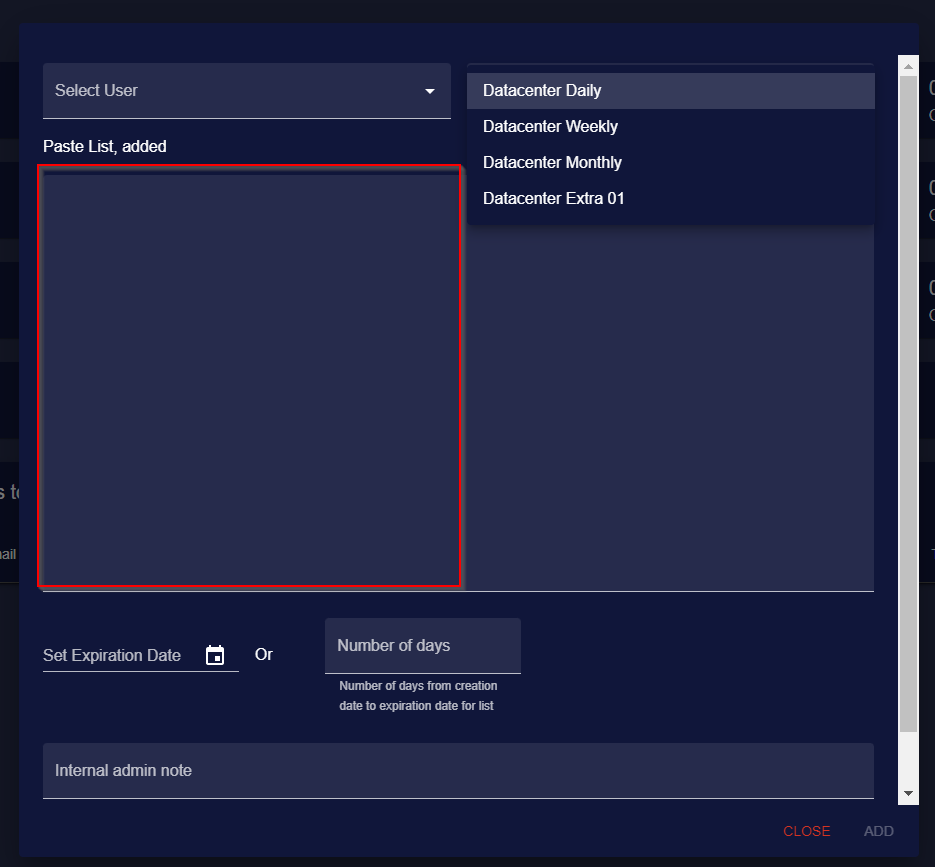 Select User
Datacenter Daily
Datacenter Weekly
Datacenter Monthly
Datacenter Extra 01
Paste List, added
Set Expiration Date
Or
Number of days
Number of days from creation
date to expiration date for list
Internal admin note
CLOSE
ADD